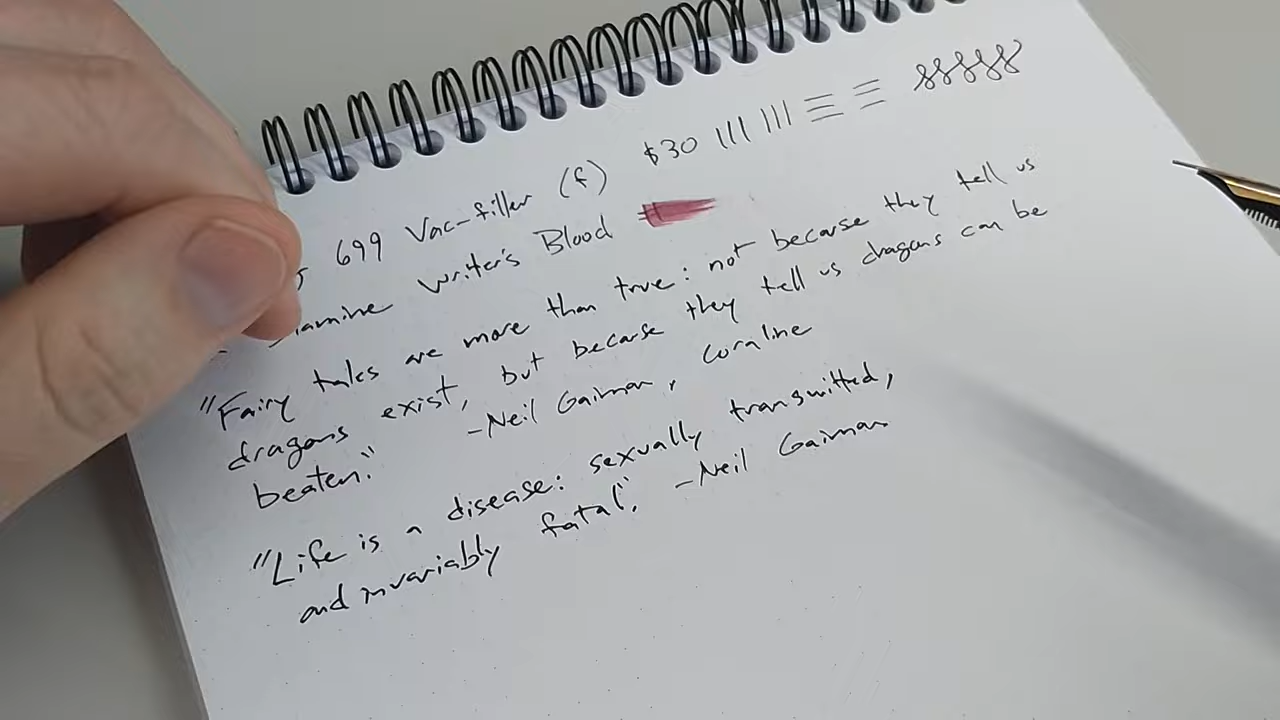 699 Vac-filler (f) $30
Writer's Blood
"Fairy tales are more than true: not because they tell us
dragons exist, but because they tell us dragons can be
beaten." -Neil Gaiman, Coraline
"Life is a disease: sexually transmitted,
and invariably fatal." -Neil Gaiman